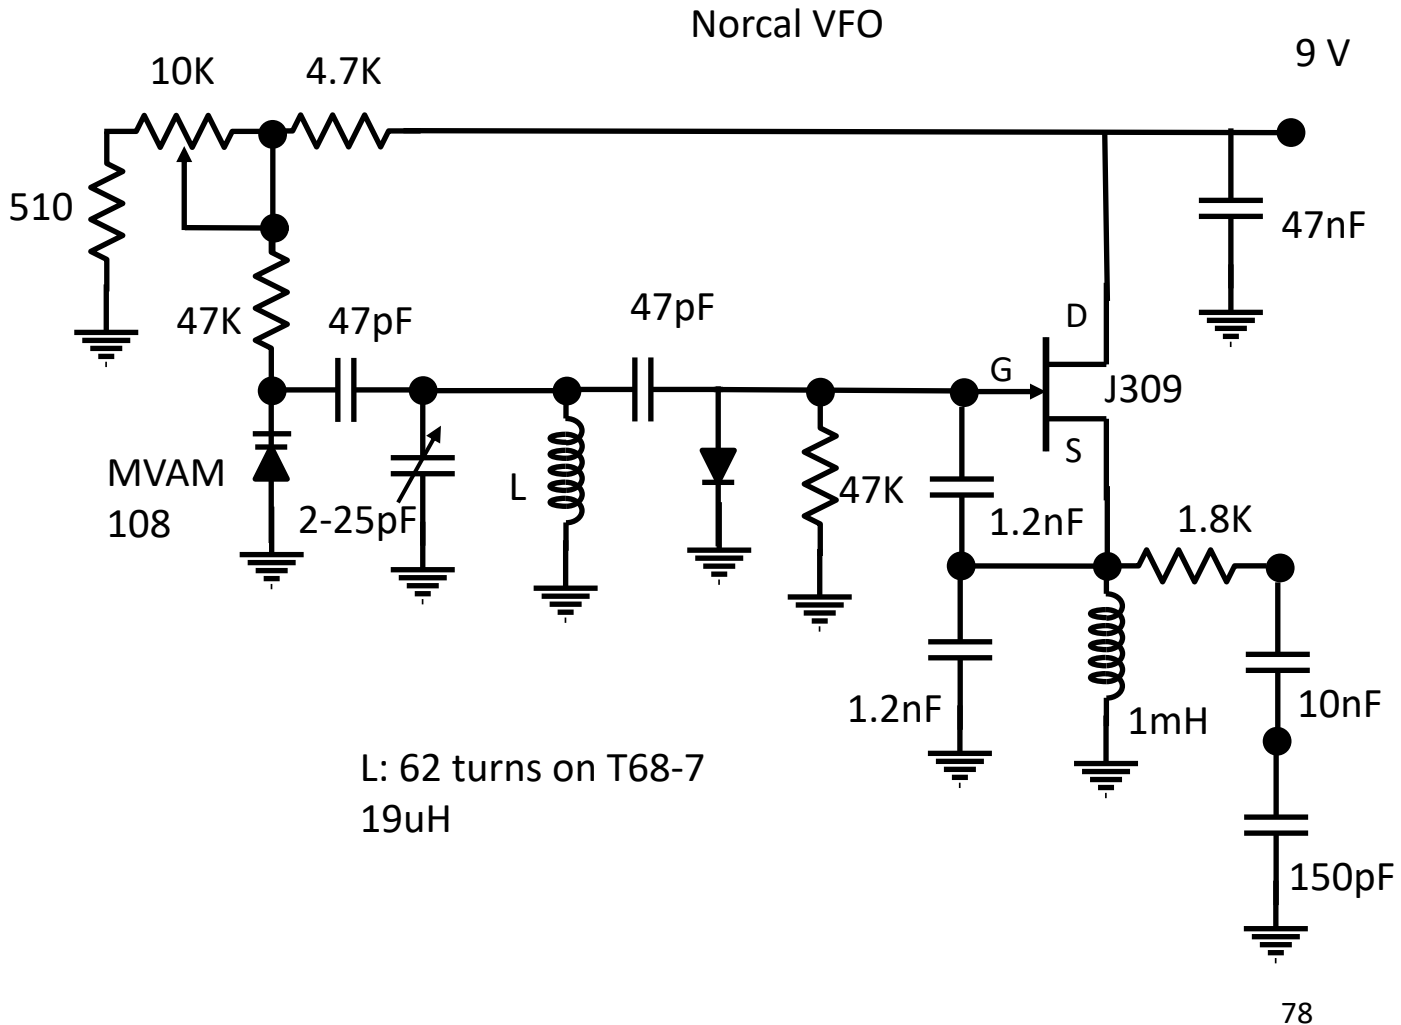 Norcal VFO
9 V
10K
4.7K
510
47nF
47K
47pF
47pF
D
G
J309
S
MVAM
108
2-25pF
L
47K
1.2nF
1.8K
1.2nF
1mH
10nF
L: 62 turns on T68-7
19uH
150pF
78